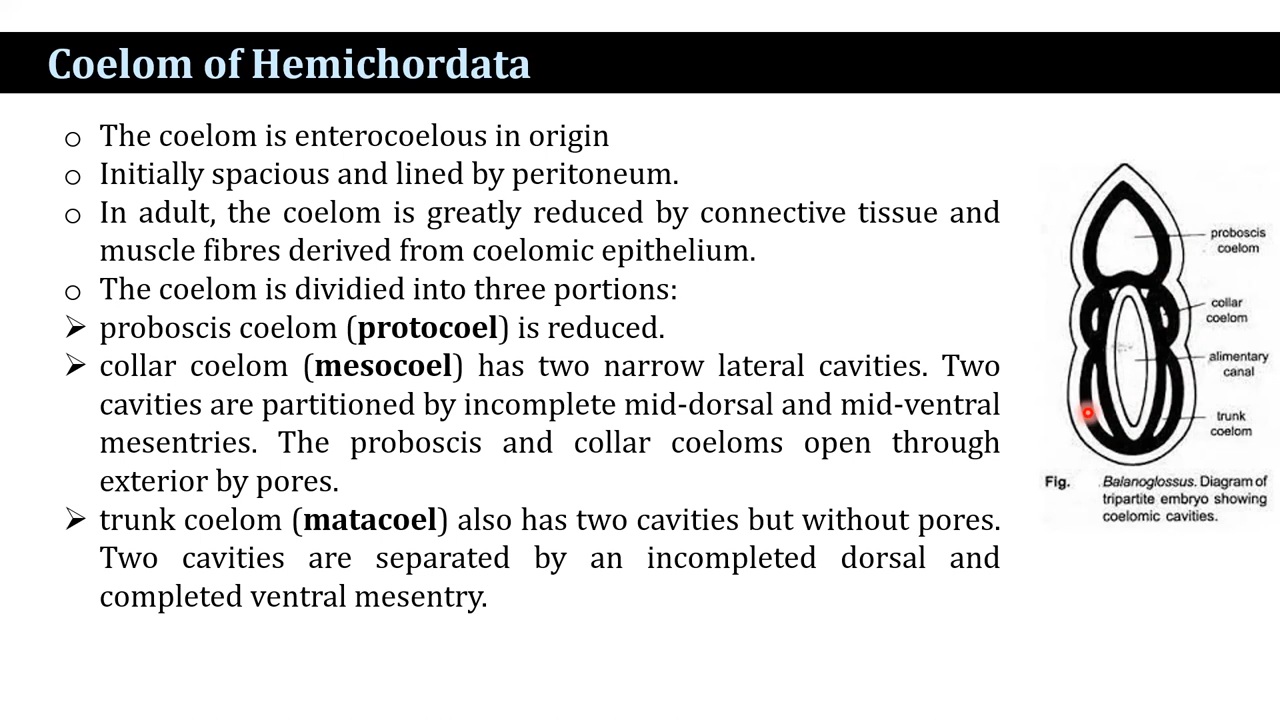 Coelom of Hemichordata
o The coelom is enterocoelous in origin
o Initially spacious and lined by peritoneum.
o In adult, the coelom is greatly reduced by connective tissue and
muscle fibres derived from coelomic epithelium.
o The coelom is dividied into three portions:
➢ proboscis coelom (protocoel) is reduced.
➢ collar coelom (mesocoel) has two narrow lateral cavities. Two
cavities are partitioned by incomplete mid-dorsal and mid-ventral
mesentries. The proboscis and collar coeloms open through
exterior by pores.
➢ trunk coelom (matacoel) also has two cavities but without pores.
Two cavities are separated by an incompleted dorsal and
completed ventral mesentry.
proboscis
coelom
collar
coelom
alimentary
canal
trunk
coelom
Fig. Balanoglossus. Diagram of
tripartite embryo showing
coelomic cavities.